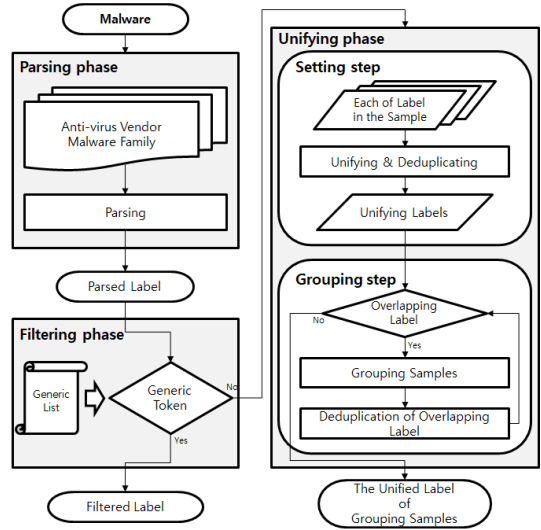 Malware
Parsing phase
Anti-virus Vendor
Malware Family
Parsing
Parsed Label
Filtering phase
Generic
List
Generic
Token
No
Yes
Filtered Label
Unifying phase
Setting step
Each of Label
in the Sample
Unifying & Deduplicating
Unifying Labels
Grouping step
Overlapping
Label
No
Yes
Grouping Samples
Deduplication of Overlapping
Label
The Unified Label
of
Grouping Samples